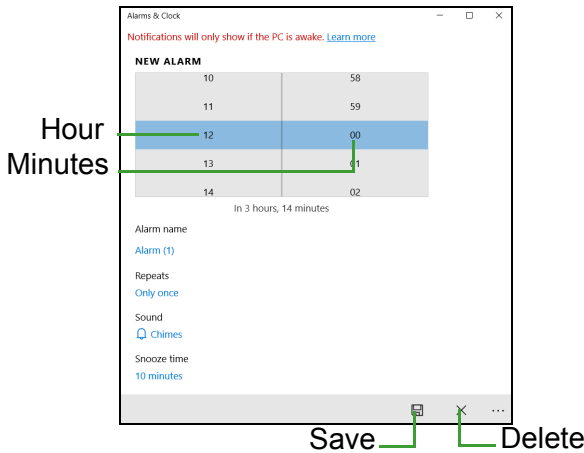 Alarms & Clock
Notifications will only show if the PC is awake. Learn more
NEW ALARM
10 58
11 59
Hour 12 00
Minutes 13 01
14 02
In 3 hours, 14 minutes
Alarm name
Alarm (1)
Repeats
Only once
Sound
Chimes
Snooze time
10 minutes
Save Delete